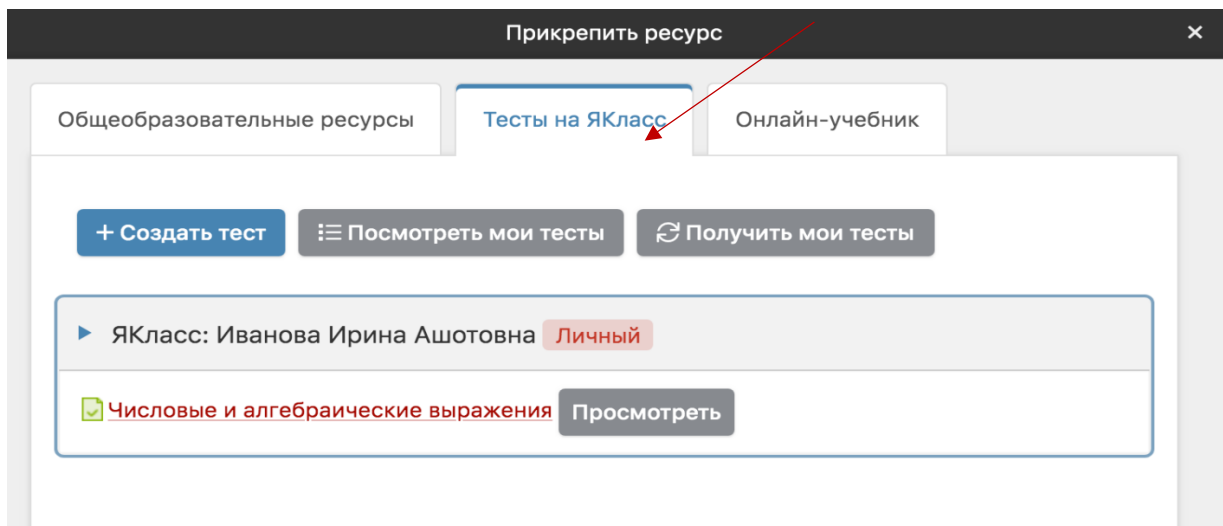 Прикрепить ресурс ×
Общеобразовательные ресурсы Тесты на ЯКласс Онлайн-учебник
+ Создать тест Посмотреть мои тесты Получить мои тесты
ЯКласс: Иванова Ирина Ашотовна Личный
Числовые и алгебраические выражения Просмотреть